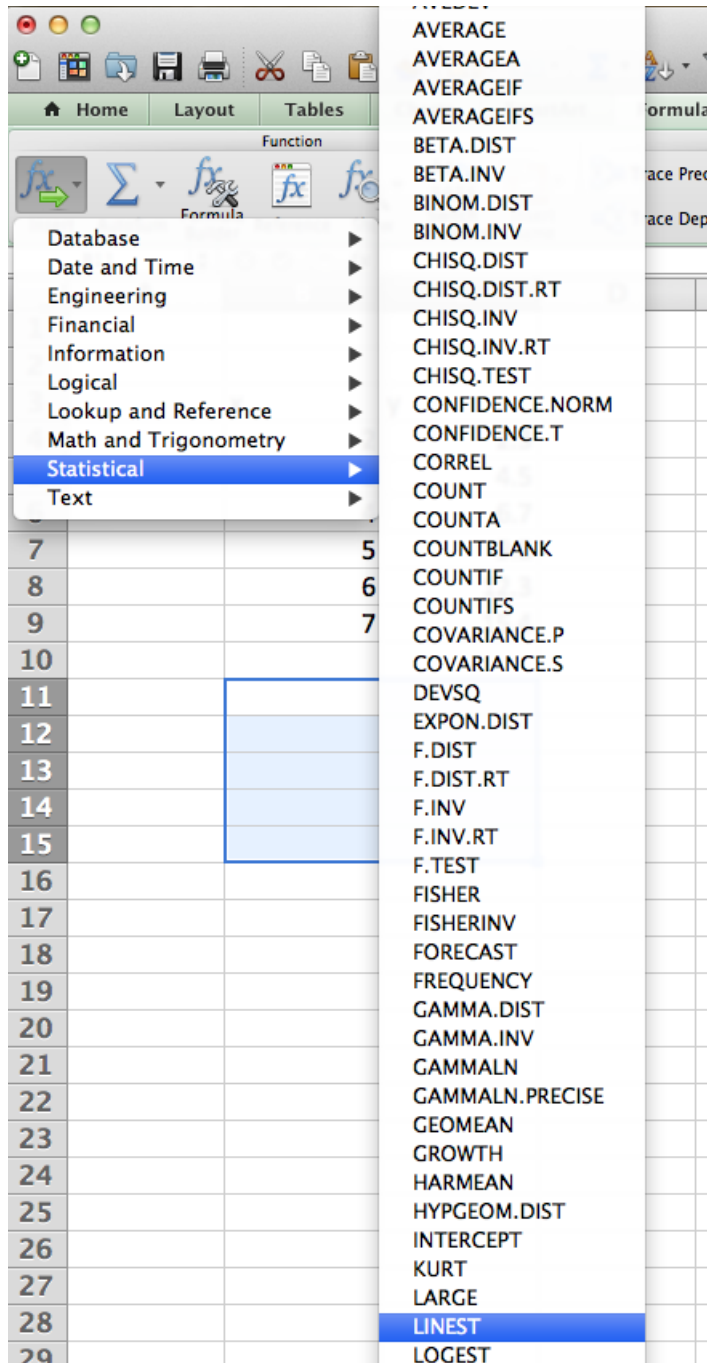 AVERAGE
AVERAGEA
AVERAGEIF
AVERAGEIFS
BETA.DIST
BETA.INV
BINOM.DIST
BINOM.INV
CHISQ.DIST
CHISQ.DIST.RT
CHISQ.INV
CHISQ.INV.RT
CHISQ.TEST
CONFIDENCE.NORM
CONFIDENCE.T
CORREL
COUNT
COUNTA
COUNTBLANK
COUNTIF
COUNTIFS
COVARIANCE.P
COVARIANCE.S
DEVSQ
EXPON.DIST
F.DIST
F.DIST.RT
F.INV
F.INV.RT
F.TEST
FISHER
FISHERINV
FORECAST
FREQUENCY
GAMMA.DIST
GAMMA.INV
GAMMALN
GAMMALN.PRECISE
GEOMEAN
GROWTH
HARMEAN
HYPGEOM.DIST
INTERCEPT
KURT
LARGE
LINEST
LOGEST
Home Layout Tables
Function
Formula
Database
Date and Time
Engineering
Financial
Information
Logical
Lookup and Reference
Math and Trigonometry
Statistical
Text
7 5
8 6
9 7
10
11
12
13
14
15
16
17
18
19
20
21
22
23
24
25
26
27
28
29